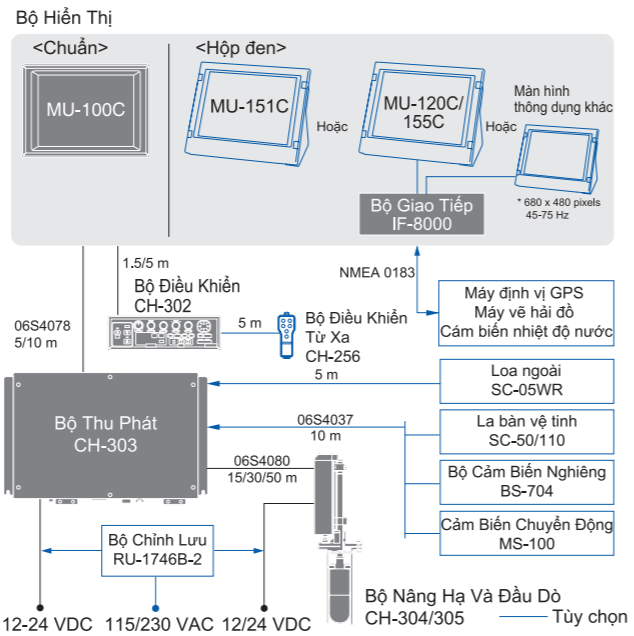 Bộ Hiển Thị
<Chuẩn>
<Hộp đen>
MU-100C
MU-151C
Hoặc
MU-120C/
155C
Hoặc
Màn hình
thông dụng khác
* 680 x 480 pixels
45-75 Hz
Bộ Giao Tiếp
IF-8000
1.5/5 m
NMEA 0183
Bộ Điều Khiển
CH-302
5 m
Bộ Điều Khiển
Từ Xa
CH-256
Máy định vị GPS
Máy vẽ hải đồ
Cám biến nhiệt độ nước
06S4078
5/10 m
5 m
Loa ngoài
SC-05WR
Bộ Thu Phát
CH-303
06S4037
10 m
La bàn vệ tinh
SC-50/110
06S4080
15/30/50 m
Bộ Cảm Biến Nghiêng
BS-704
Cảm Biến Chuyển Động
MS-100
Bộ Chỉnh Lưu
RU-1746B-2
Bộ Nâng Hạ Và Đầu Dò
CH-304/305
Tùy chọn
12-24 VDC
115/230 VAC
12/24 VDC